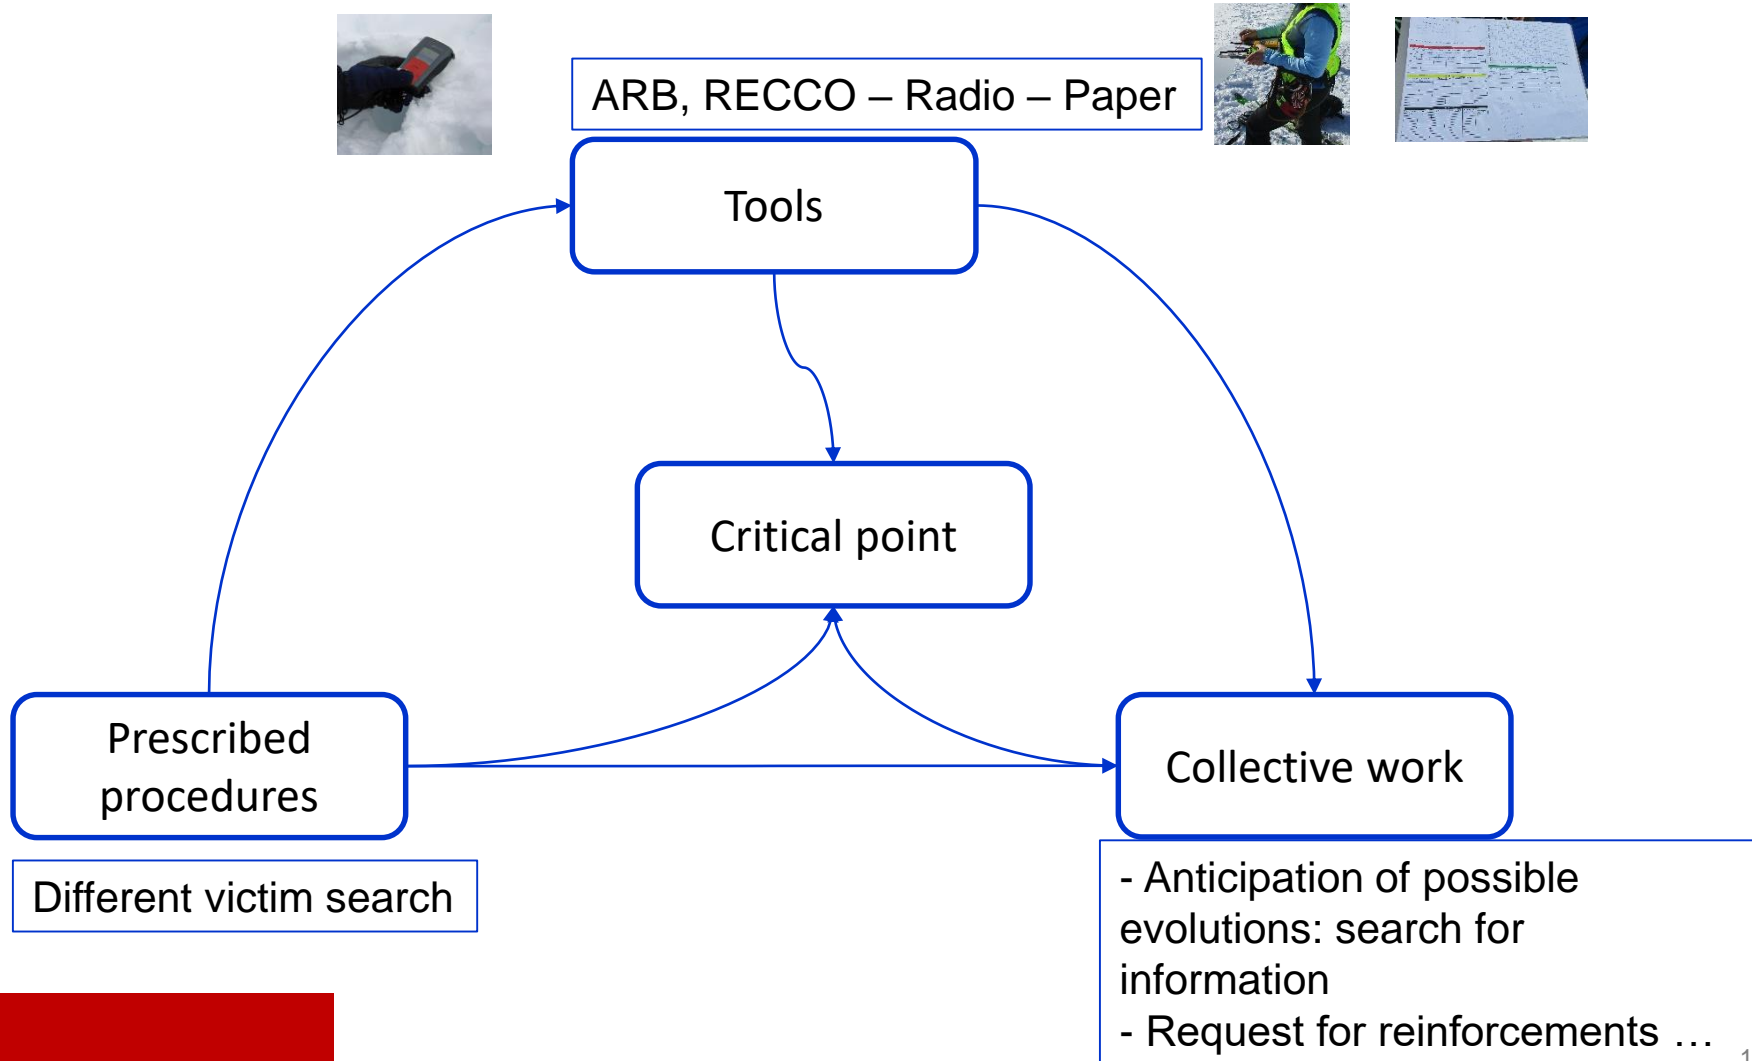 ARB, RECCO – Radio – Paper
Tools
Critical point
Prescribed
procedures
Collective work
Different victim search
- Anticipation of possible
evolutions: search for
information
- Request for reinforcements …
1